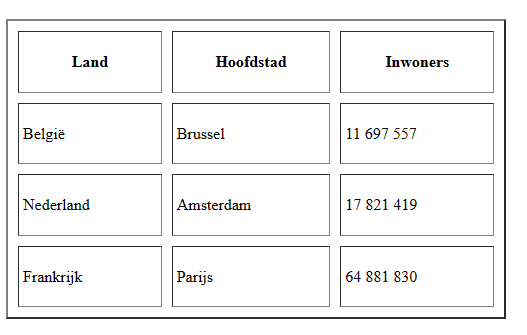 Land Hoofdstad Inwoners
België Brussel 11 697 557
Nederland Amsterdam 17 821 419
Frankrijk Parijs 64 881 830